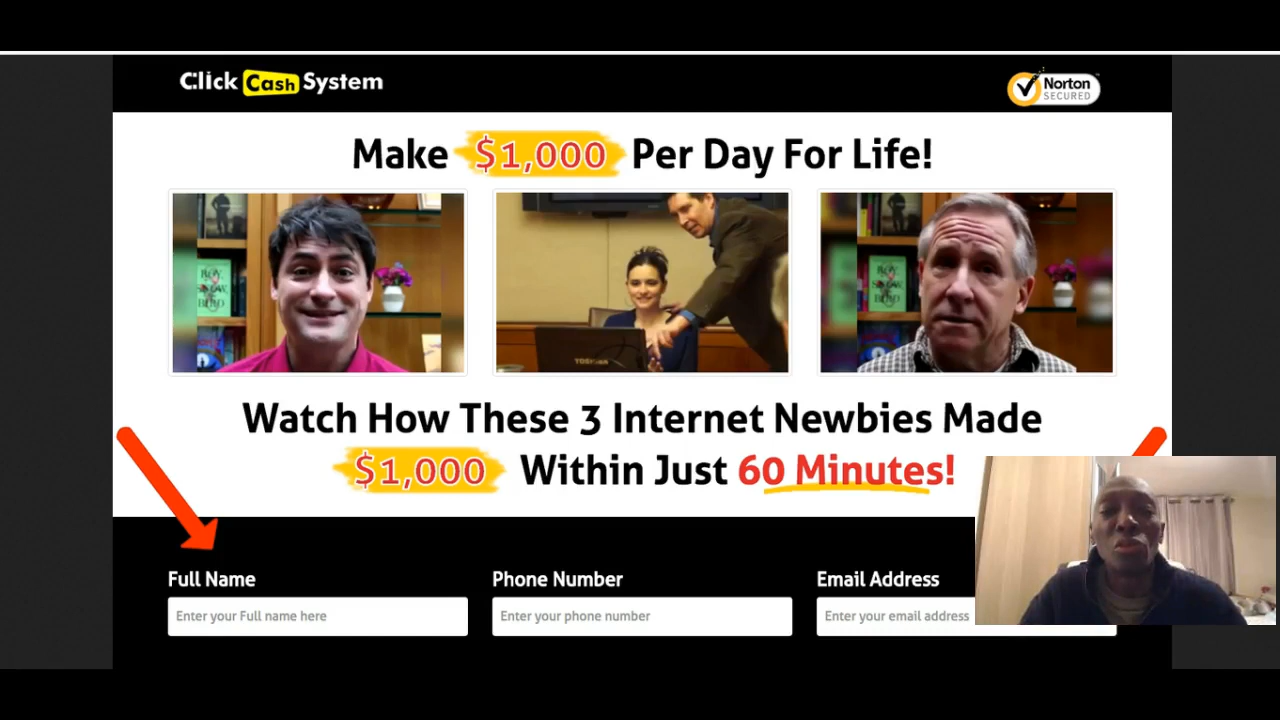 Click Cash System
Norton
SECURED
Make $1,000 Per Day For Life!
TOSHIBA
Watch How These 3 Internet Newbies Made
$1,000 Within Just 60 Minutes!
Full Name
Phone Number
Email Address
Enter your Full name here
Enter your phone number
Enter your email address